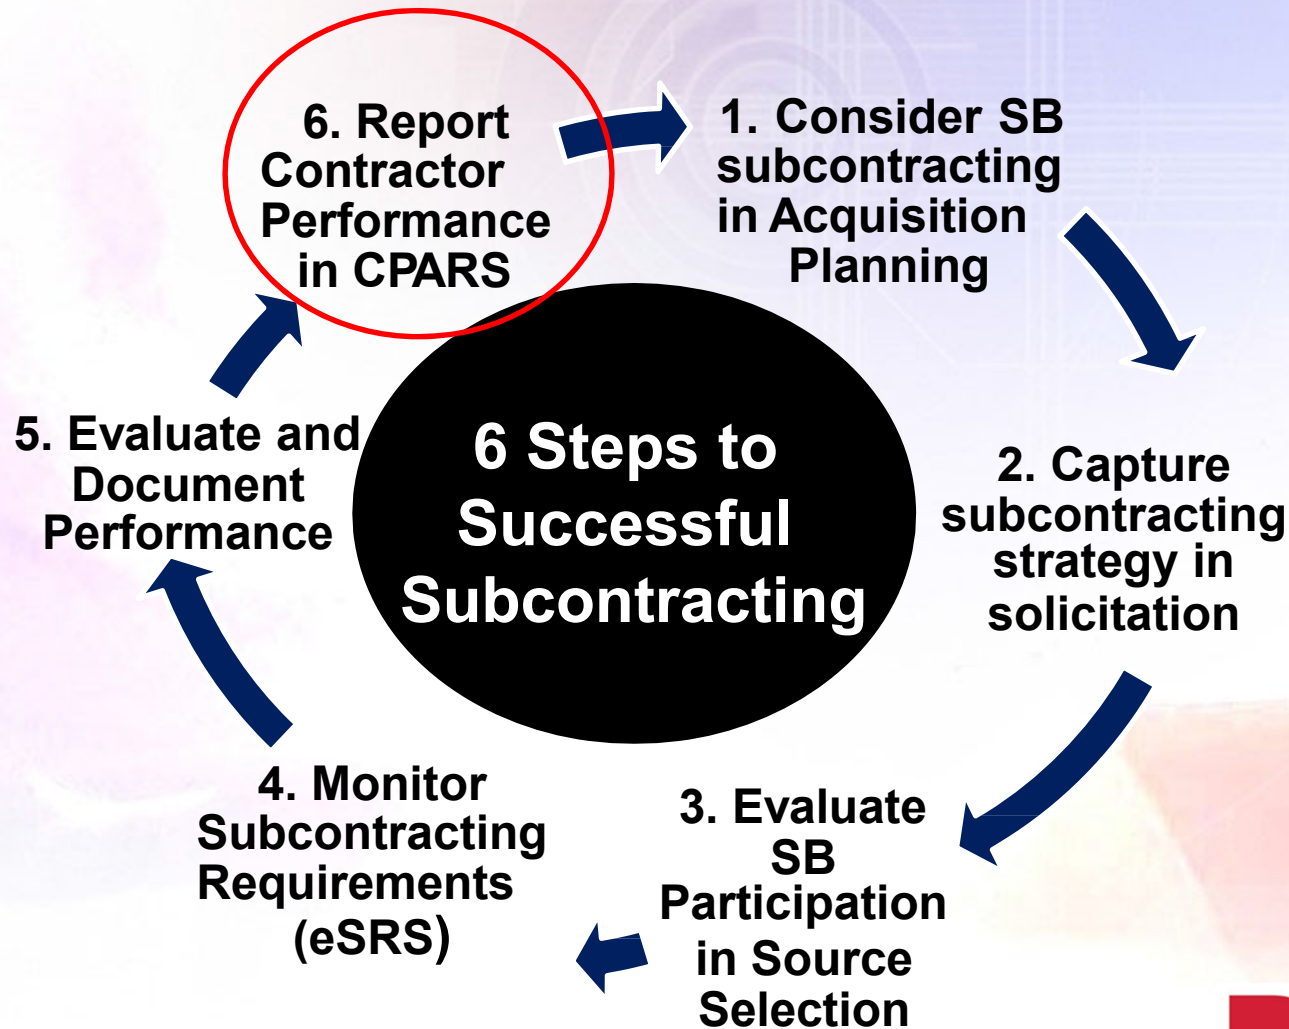 6. Report
Contractor
Performance
in CPARS
1. Consider SB
subcontracting
in Acquisition
Planning
2. Capture
subcontracting
strategy in
solicitation
3. Evaluate
SB
Participation
in Source
Selection
4. Monitor
Subcontracting
Requirements
(eSRS)
5. Evaluate and
Document
Performance
6 Steps to
Successful
Subcontracting